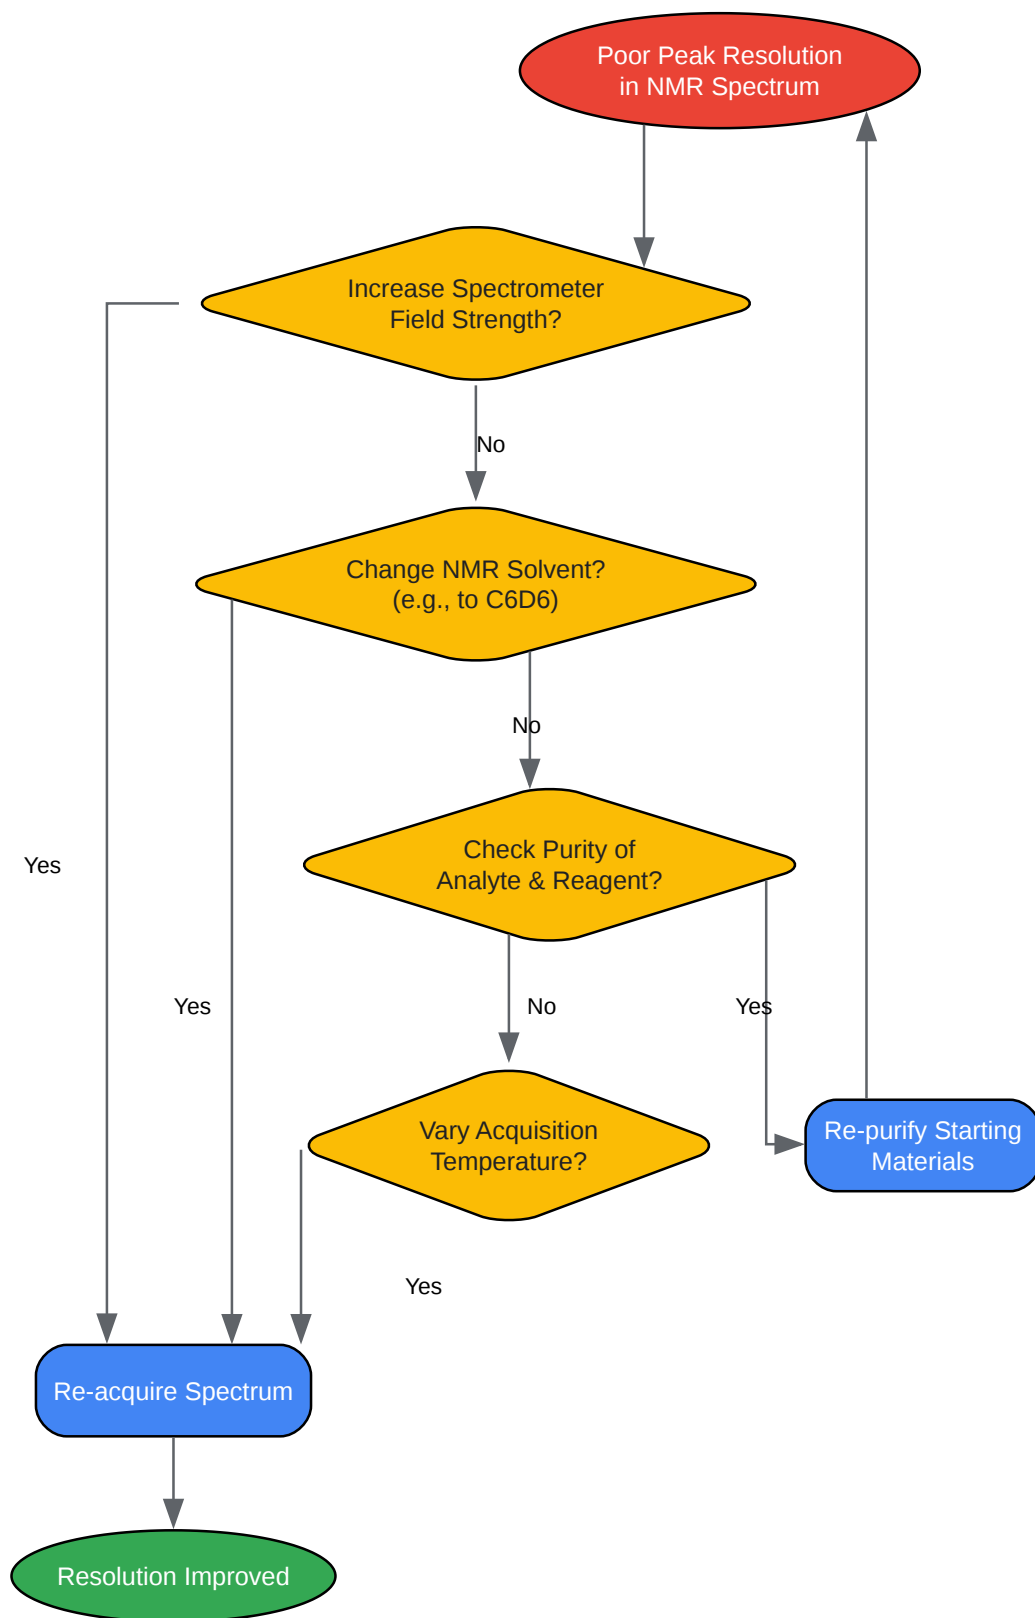 Poor Peak Resolution
in NMR Spectrum
Increase Spectrometer
Field Strength?
No
Change NMR Solvent?
(e.g., to C6D6)
No
Check Purity of
Analyte & Reagent?
Yes
Yes
No
Yes
Vary Acquisition
Temperature?
Re-purify Starting
Materials
Yes
Re-acquire Spectrum
Resolution Improved